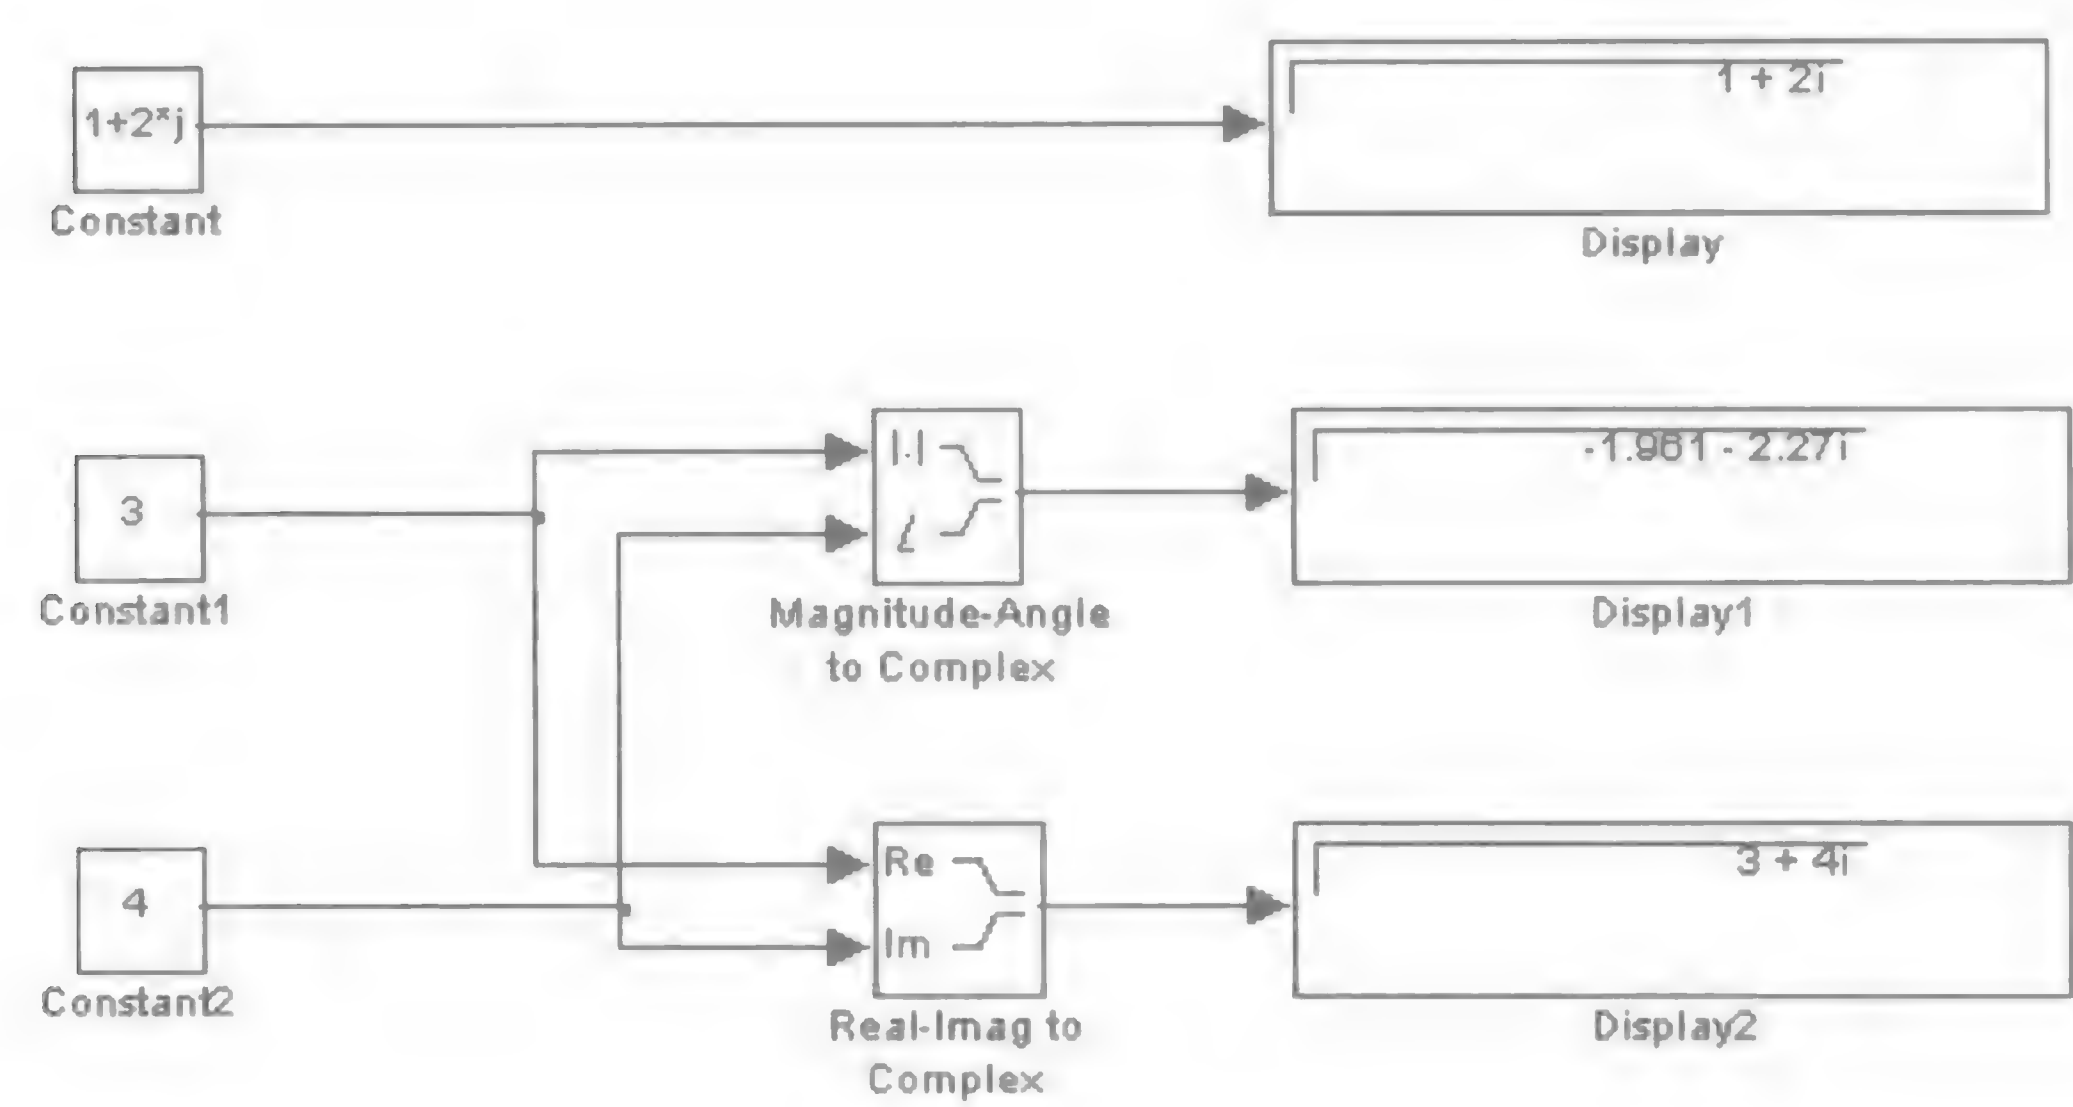 1+2*j
Constant
1 + 2i
Display
3
Constant1
|.|
∠
Magnitude-Angle
to Complex
-1.961 - 2.27i
Display1
4
Constant2
Re
Im
Real-Imag to
Complex
3 + 4i
Display2